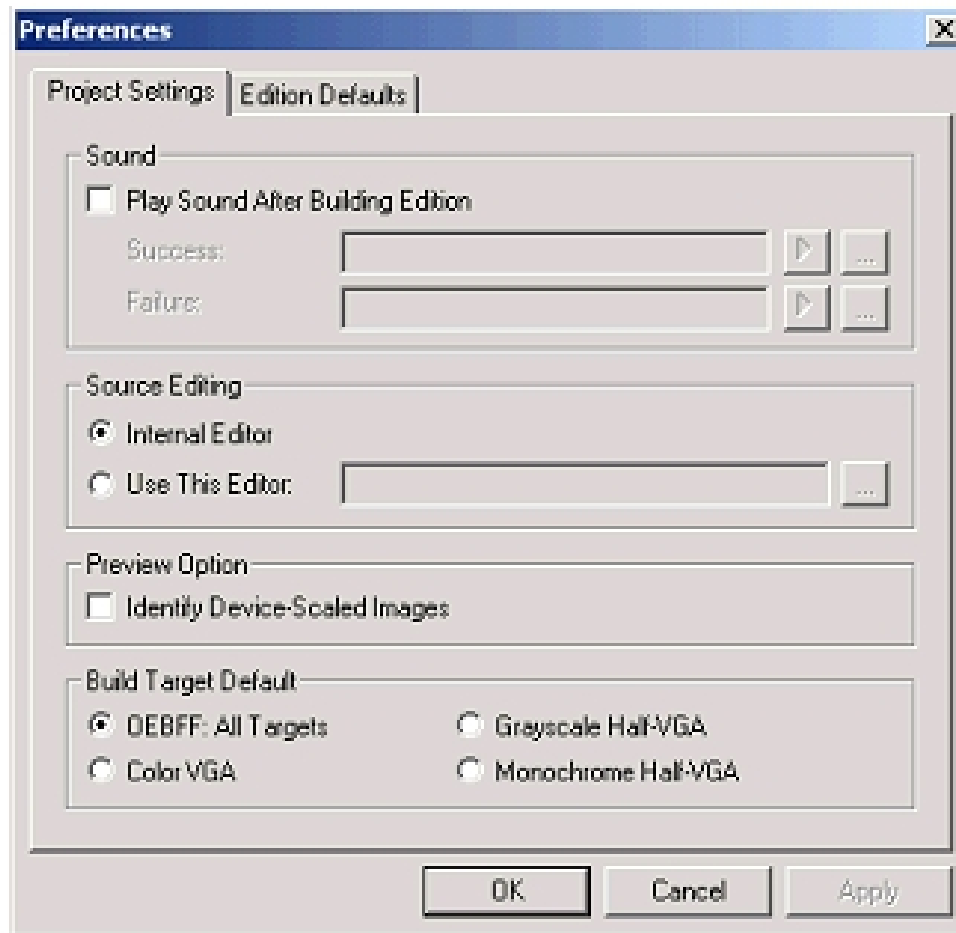 Preferences
Project Settings Edition Defaults
Sound
Play Sound After Building Edition
Success: ...
Failure: ...
Source Editing
Internal Editor
Use This Editor: ...
Preview Option
Identify Device-Scaled Images
Build Target Default
OEBFF: All Targets Grayscale Half-VGA
Color VGA Monochrome Half-VGA
OK Cancel Apply